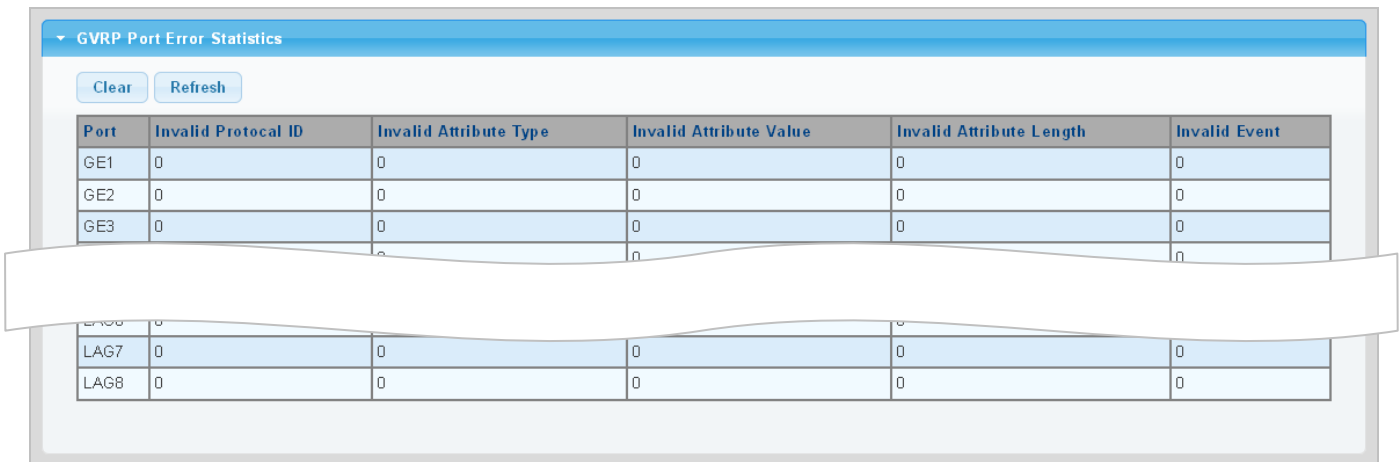 GVRP Port Error Statistics
Clear Refresh
Port Invalid Protocal ID Invalid Attribute Type Invalid Attribute Value Invalid Attribute Length Invalid Event
GE1 0 0 0 0 0
GE2 0 0 0 0 0
GE3 0 0 0 0 0
LAG7 0 0 0 0 0
LAG8 0 0 0 0 0